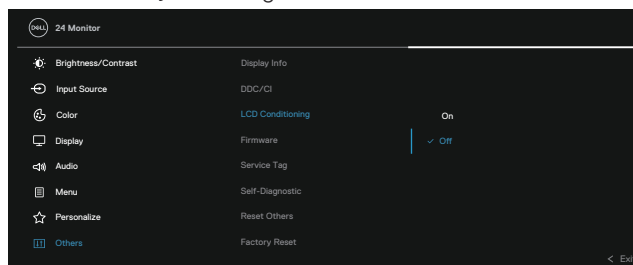 DELL 24 Monitor
Brightness/Contrast Display Info
Input Source DDC/CI
Color LCD Conditioning On
Display Firmware ✓ Off
Audio Service Tag
Menu Self-Diagnostic
Personalize Reset Others
Others Factory Reset
< Exi